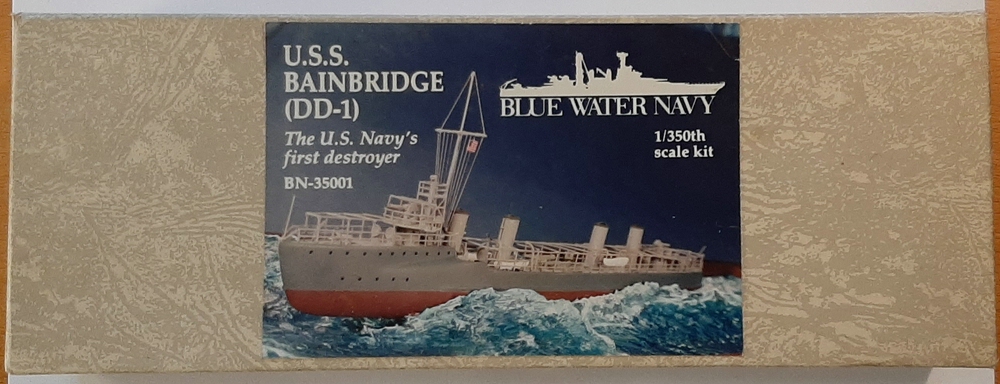 U.S.S.
BAINBRIDGE
(DD-1)
The U.S. Navy's
first destroyer
BN-35001
BLUE WATER NAVY
1/350th
scale kit